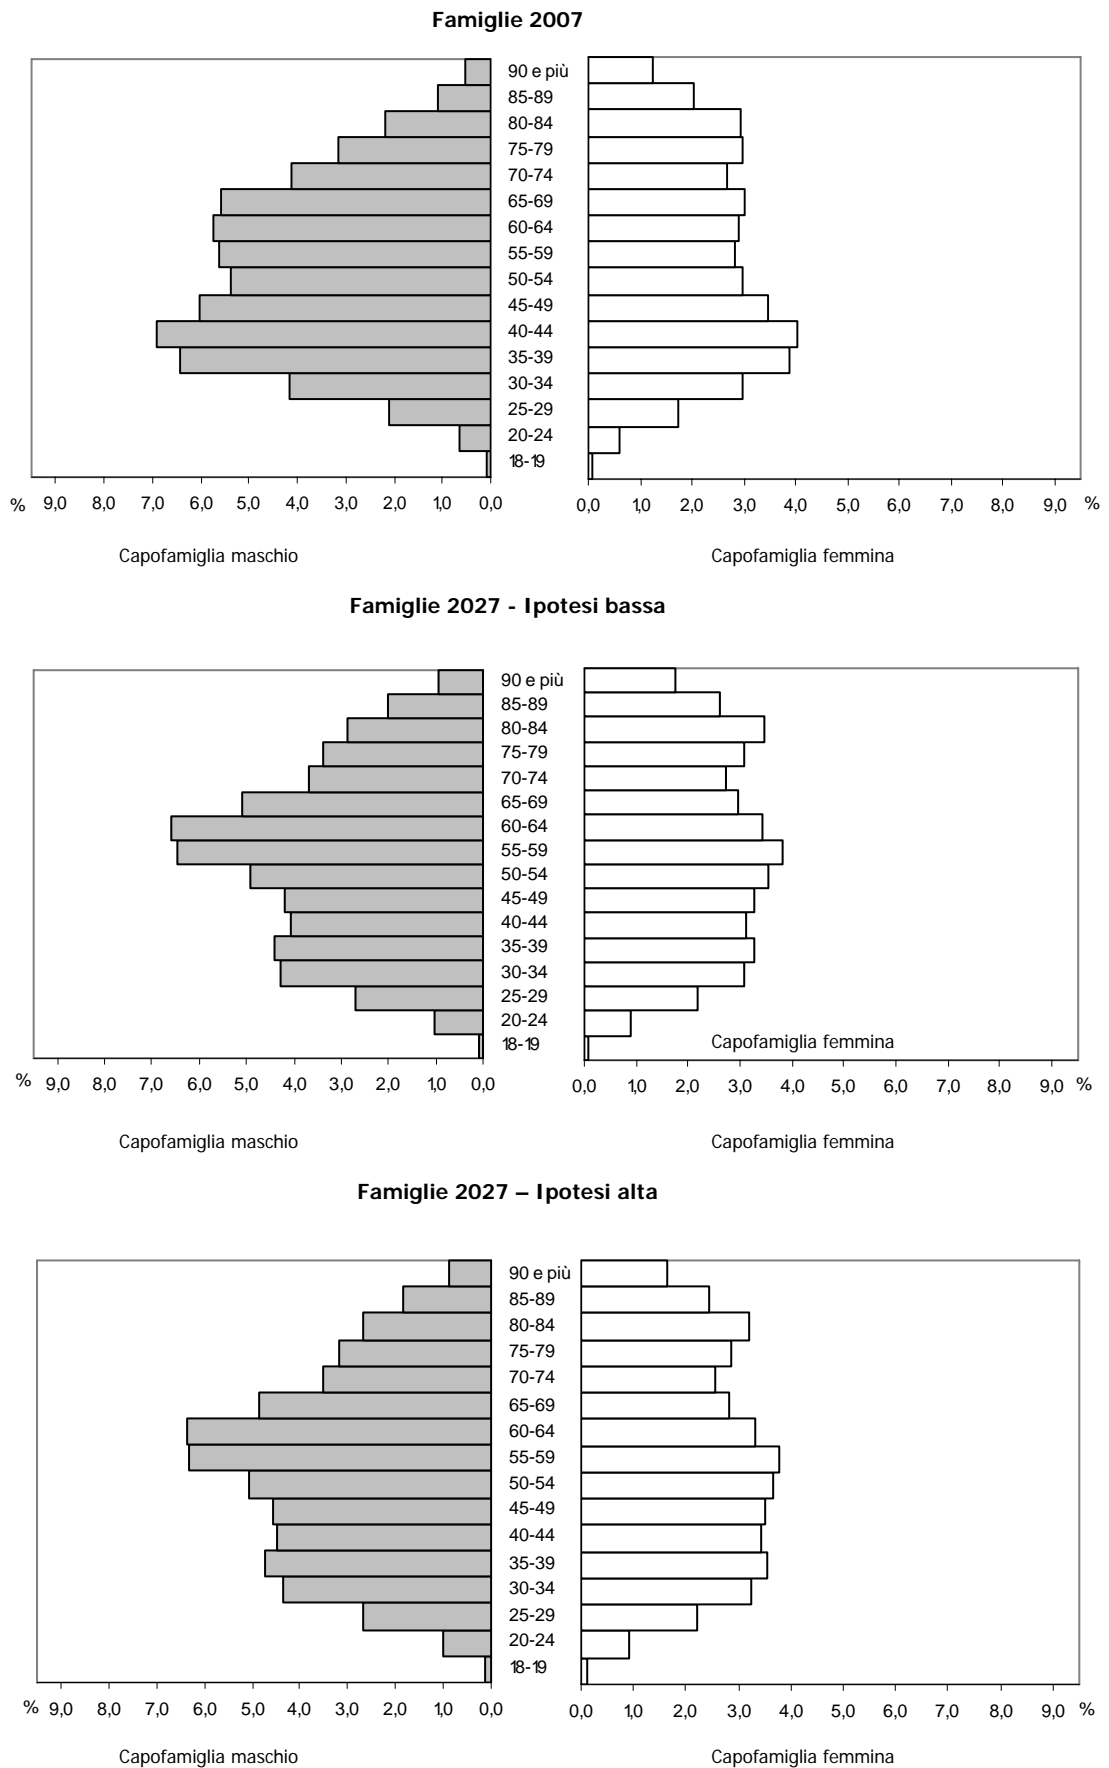 Famiglie 2007
90 e più
85-89
80-84
75-79
70-74
65-69
60-64
55-59
50-54
45-49
40-44
35-39
30-34
25-29
20-24
18-19
% 9,0 8,0 7,0 6,0 5,0 4,0 3,0 2,0 1,0 0,0
0,0 1,0 2,0 3,0 4,0 5,0 6,0 7,0 8,0 9,0 %
Capofamiglia maschio
Capofamiglia femmina
Famiglie 2027 - Ipotesi bassa
90 e più
85-89
80-84
75-79
70-74
65-69
60-64
55-59
50-54
45-49
40-44
35-39
30-34
25-29
20-24
Capofamiglia femmina
18-19
% 9,0 8,0 7,0 6,0 5,0 4,0 3,0 2,0 1,0 0,0
0,0 1,0 2,0 3,0 4,0 5,0 6,0 7,0 8,0 9,0 %
Capofamiglia maschio
Capofamiglia femmina
Famiglie 2027 – Ipotesi alta
90 e più
85-89
80-84
75-79
70-74
65-69
60-64
55-59
50-54
45-49
40-44
35-39
30-34
25-29
20-24
18-19
% 9,0 8,0 7,0 6,0 5,0 4,0 3,0 2,0 1,0 0,0
0,0 1,0 2,0 3,0 4,0 5,0 6,0 7,0 8,0 9,0 %
Capofamiglia maschio
Capofamiglia femmina